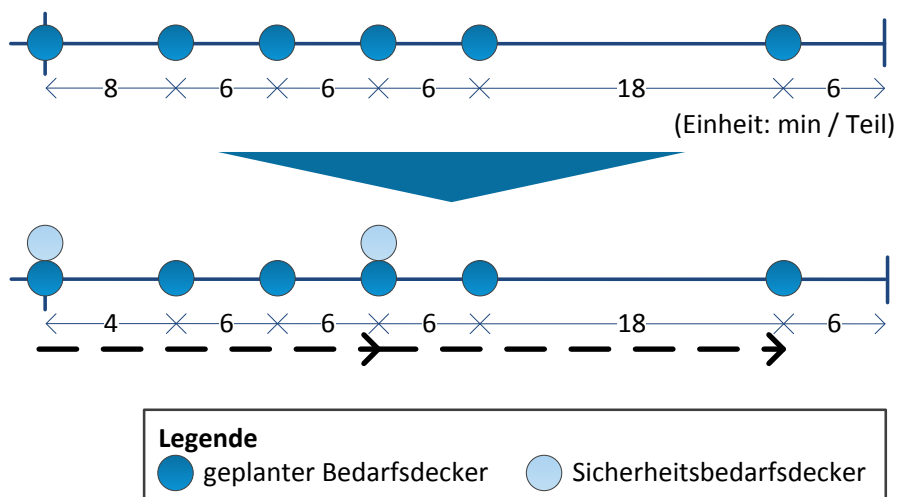 8 6 6 6 18 6
(Einheit: min / Teil)
4 6 6 6 18 6
Legende
geplanter Bedarfsdecker Sicherheitsbedarfsdecker